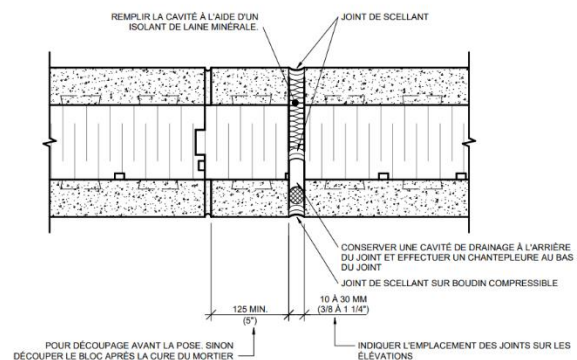 REMPLIR LA CAVITÉ À L'AIDE D'UN
ISOLANT DE LAINE MINÉRALE.
JOINT DE SCELLANT
CONSERVER UNE CAVITÉ DE DRAINAGE À L'ARRIÈRE
DU JOINT ET EFFECTUER UN CHANTEPLEURE AU BAS
DU JOINT
JOINT DE SCELLANT SUR BOUDIN COMPRESSIBLE
125 MIN.
(5")
10 À 30 MM
(3/8 À 1 1/4")
POUR DÉCOUPAGE AVANT LA POSE. SINON
DÉCOUPER LE BLOC APRÈS LA CURE DU MORTIER
INDIQUER L'EMPLACEMENT DES JOINTS SUR LES
ÉLÉVATIONS